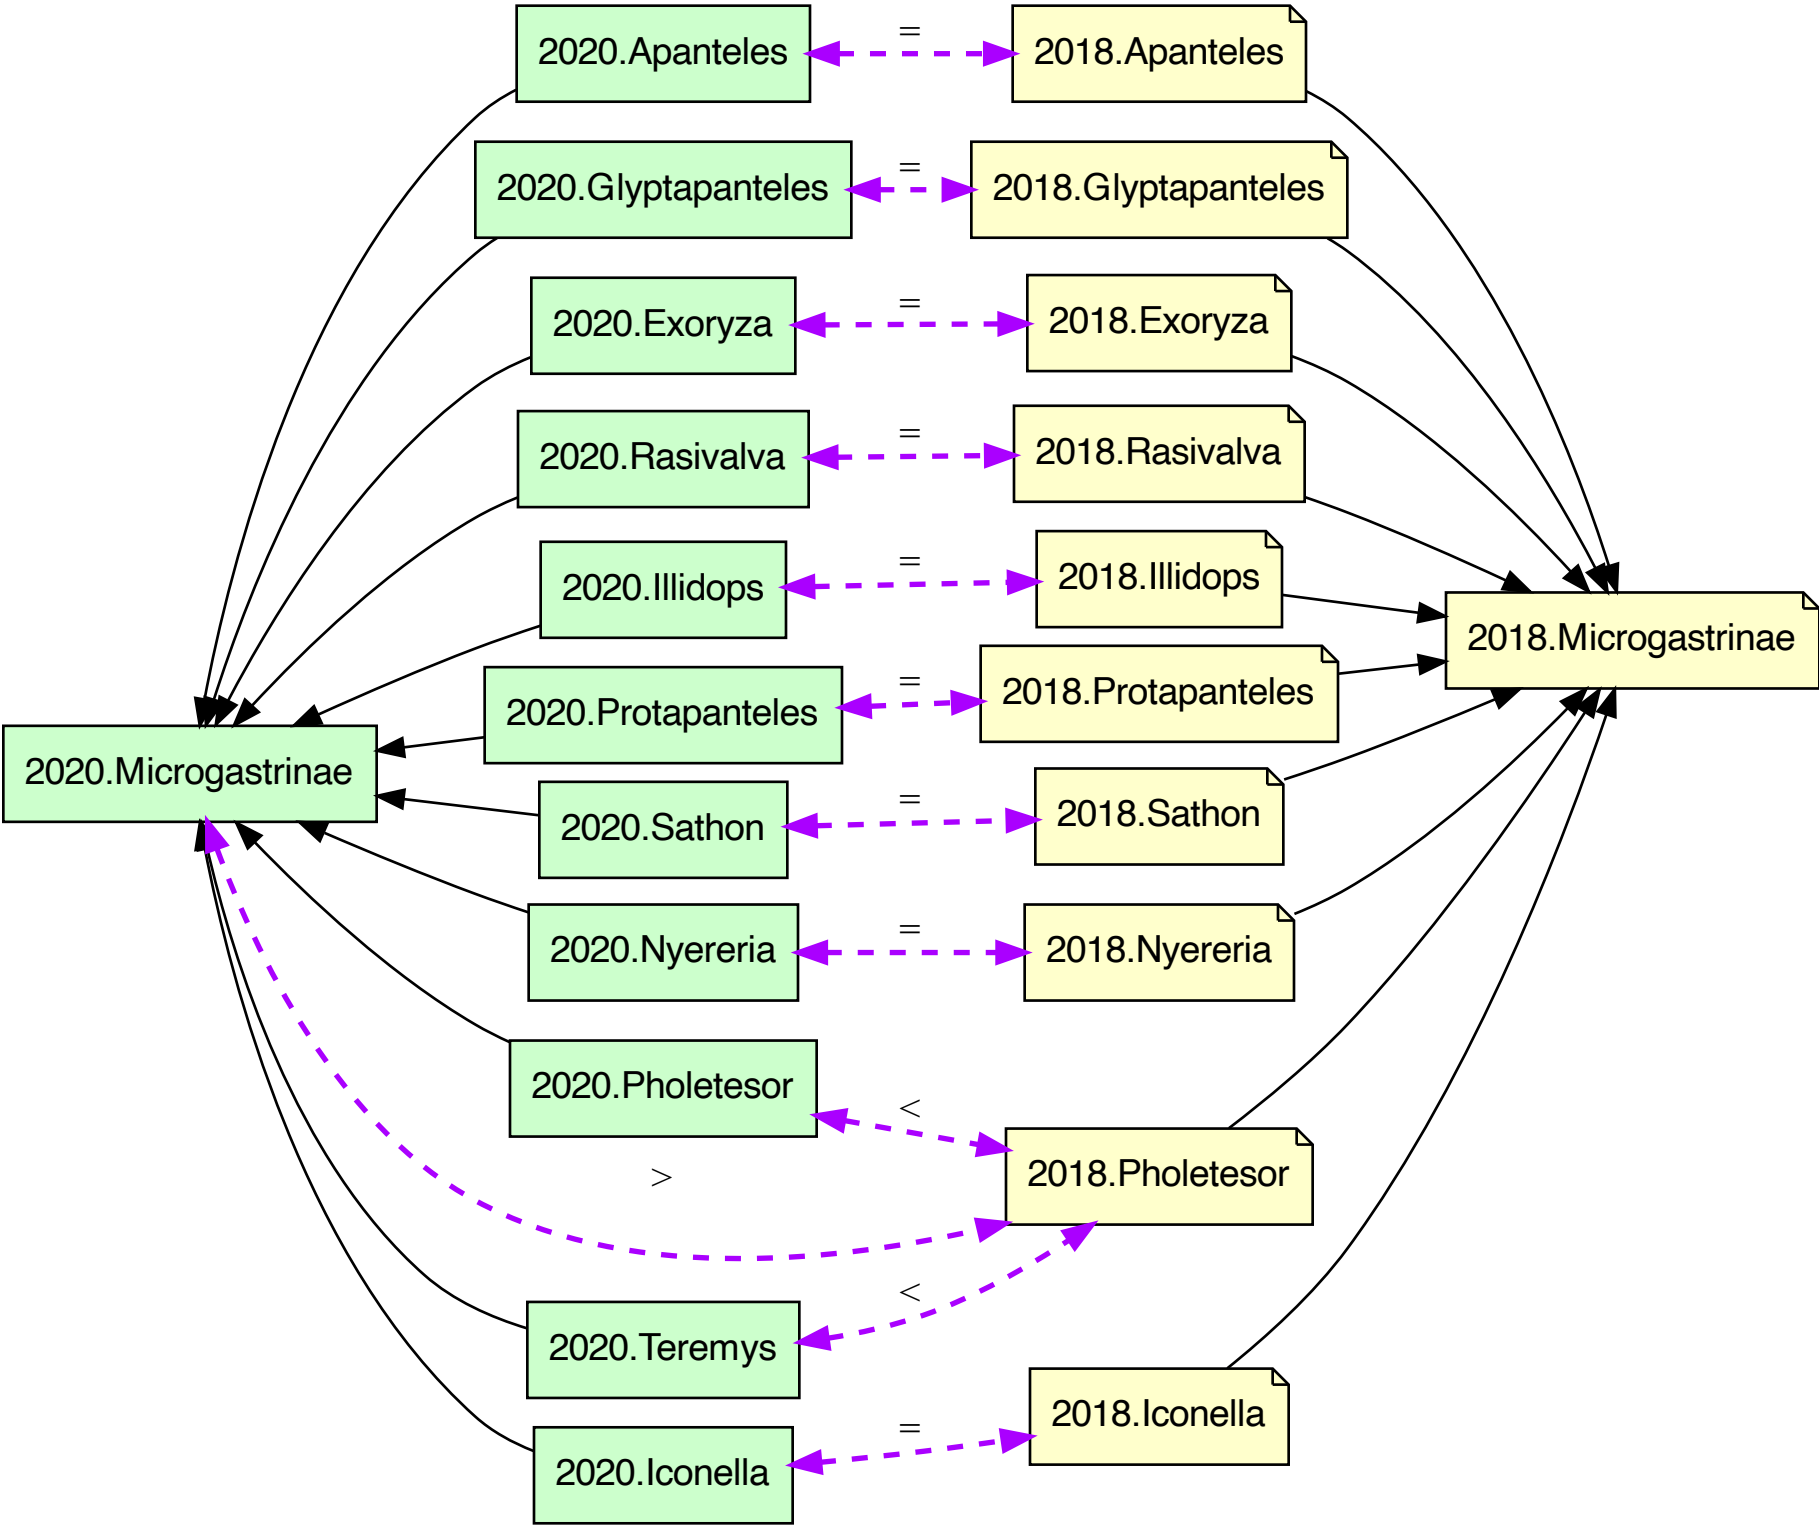 2020.Apanteles = 2018.Apanteles
2020.Glyptapanteles = 2018.Glyptapanteles
2020.Exoryza = 2018.Exoryza
2020.Rasivalva = 2018.Rasivalva
2020.Illidops = 2018.Illidops
2018.Microgastrinae
2020.Protapanteles = 2018.Protapanteles
2020.Microgastrinae
2020.Sathon = 2018.Sathon
2020.Nyereria = 2018.Nyereria
2020.Pholetesor <
> 2018.Pholetesor
2020.Teremys <
2018.Iconella
2020.Iconella =